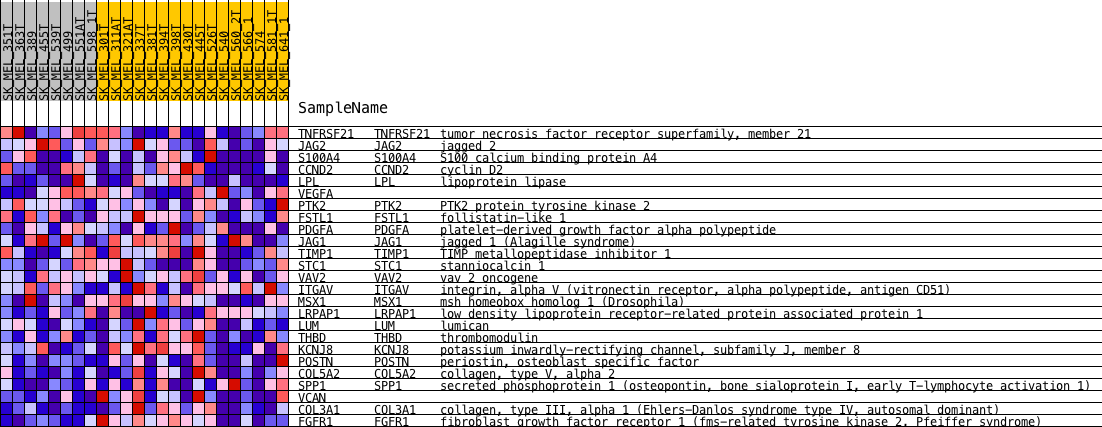 SK_MEL_351T
SK_MEL_363T
SK_MEL_389
SK_MEL_455T
SK_MEL_539T
SK_MEL_499
SK_MEL_551AT
SK_MEL_598_1T
SK_MEL_301T
SK_MEL_311AT
SK_MEL_321AT
SK_MEL_337T
SK_MEL_381T
SK_MEL_394T
SK_MEL_398T
SK_MEL_430T
SK_MEL_445T
SK_MEL_526T
SK_MEL_540
SK_MEL_560_2T
SK_MEL_566_1
SK_MEL_574
SK_MEL_581_1T
SK_MEL_641_1
SampleName
TNFRSF21 TNFRSF21 tumor necrosis factor receptor superfamily, member 21
JAG2 JAG2 jagged 2
S100A4 S100A4 S100 calcium binding protein A4
CCND2 CCND2 cyclin D2
LPL LPL lipoprotein lipase
VEGFA
PTK2 PTK2 PTK2 protein tyrosine kinase 2
FSTL1 FSTL1 follistatin-like 1
PDGFA PDGFA platelet-derived growth factor alpha polypeptide
JAG1 JAG1 jagged 1 (Alagille syndrome)
TIMP1 TIMP1 TIMP metallopeptidase inhibitor 1
STC1 STC1 stanniocalcin 1
VAV2 VAV2 vav 2 oncogene
ITGAV ITGAV integrin, alpha V (vitronectin receptor, alpha polypeptide, antigen CD51)
MSX1 MSX1 msh homeobox homolog 1 (Drosophila)
LRPAP1 LRPAP1 low density lipoprotein receptor-related protein associated protein 1
LUM LUM lumican
THBD THBD thrombomodulin
KCNJ8 KCNJ8 potassium inwardly-rectifying channel, subfamily J, member 8
POSTN POSTN periostin, osteoblast specific factor
COL5A2 COL5A2 collagen, type V, alpha 2
SPP1 SPP1 secreted phosphoprotein 1 (osteopontin, bone sialoprotein I, early T-lymphocyte activation 1)
VCAN
COL3A1 COL3A1 collagen, type III, alpha 1 (Ehlers-Danlos syndrome type IV, autosomal dominant)
FGFR1 FGFR1 fibroblast growth factor receptor 1 (fms-related tyrosine kinase 2, Pfeiffer syndrome)